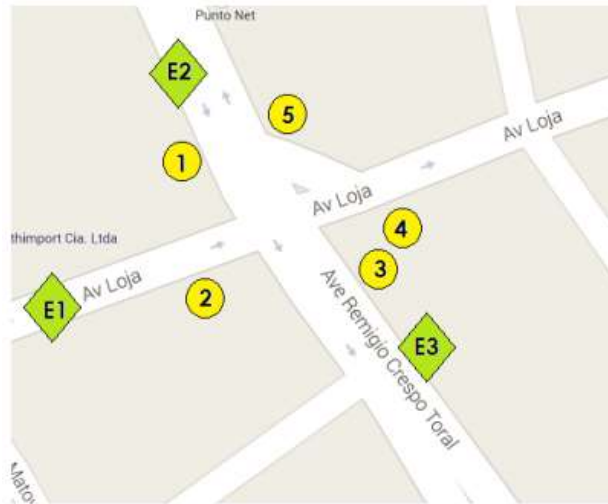 Punto Net
E2
5
Av Loja
1
Av Loja
4
thimport Cia. Ltda
3
Av Loja
2
E1
E3
Ave Remigio Crespo Toral
Matov